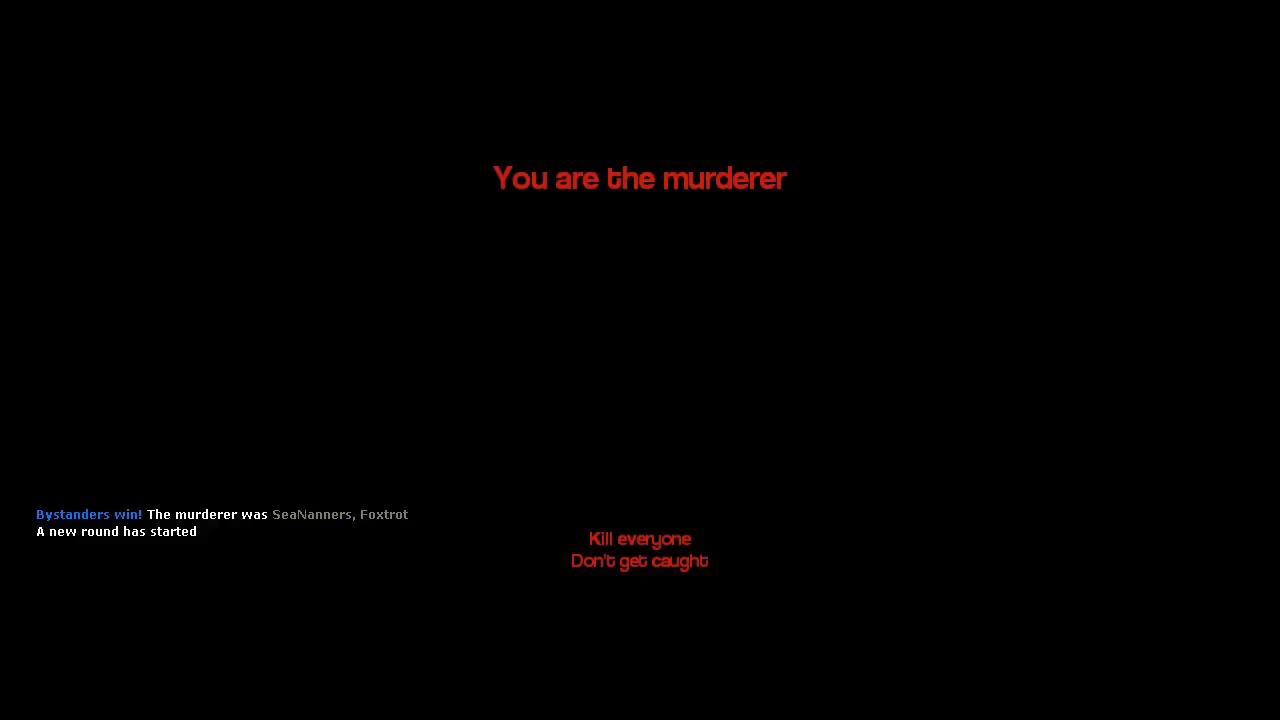 You are the murderer
Bystanders win! The murderer was SeaNanners, Foxtrot
A new round has started
Kill everyone
Don't get caught